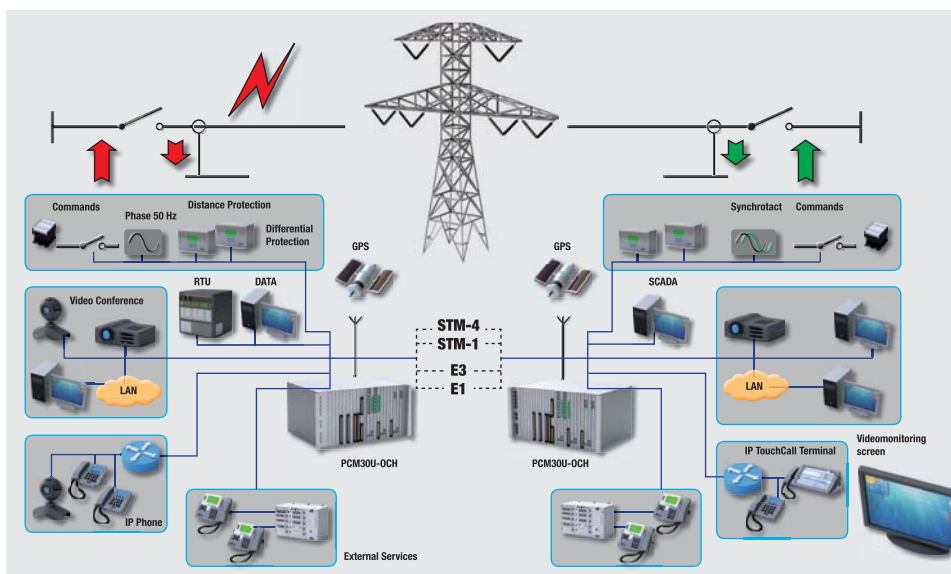 Commands
Distance Protection
Phase 50 Hz
Differential
Protection
GPS
GPS
Synchrotact
Commands
Video Conference
RTU
DATA
SCADA
LAN
STM-4
STM-1
E3
E1
LAN
PCM30U-OCH
PCM30U-OCH
IP TouchCall Terminal
Videomonitoring
screen
IP Phone
External Services